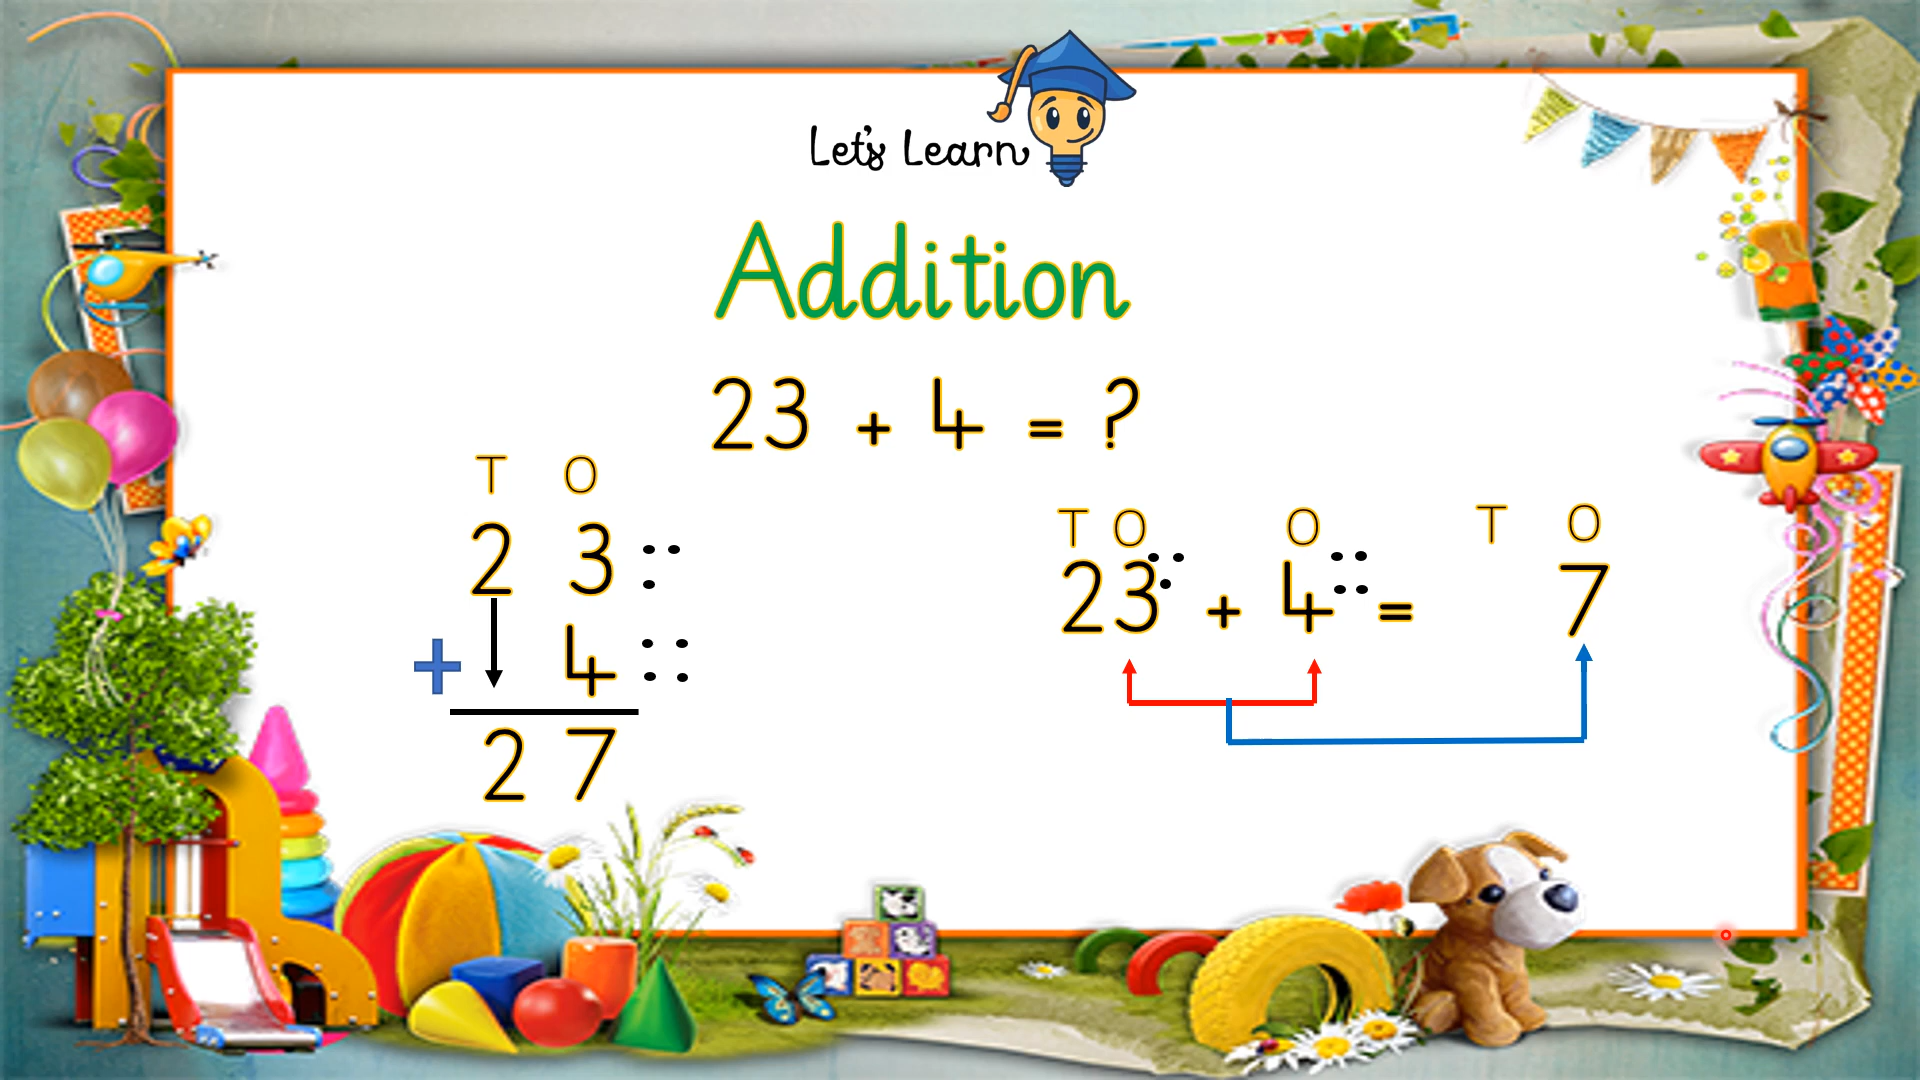 Let's Learn
Addition
23 + 4 = ?
T O
2 3
+ 4
2 7
T O O T O
23 + 4 = 7